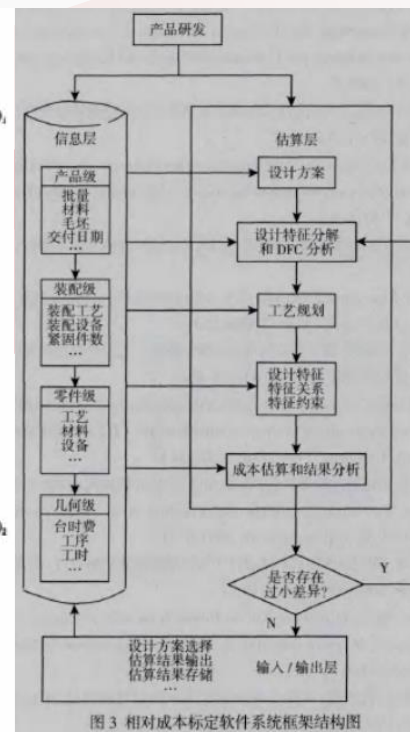 产品研发
信息层
产品级
批量
材料
毛坯
交付日期
…
装配级
装配工艺
装配设备
紧固件数
…
零件级
工艺
材料
设备
…
几何级
台时费
工序
工时
…
估算层
设计方案
设计特征分解
和 DFC 分析
工艺规划
设计特征
特征关系
特征约束
成本估算和结果分析
是否存在
过小差异?
Y
N
设计方案选择
估算结果输出
估算结果存储
…
输入 / 输出层
图 3 相对成本标定软件系统框架结构图